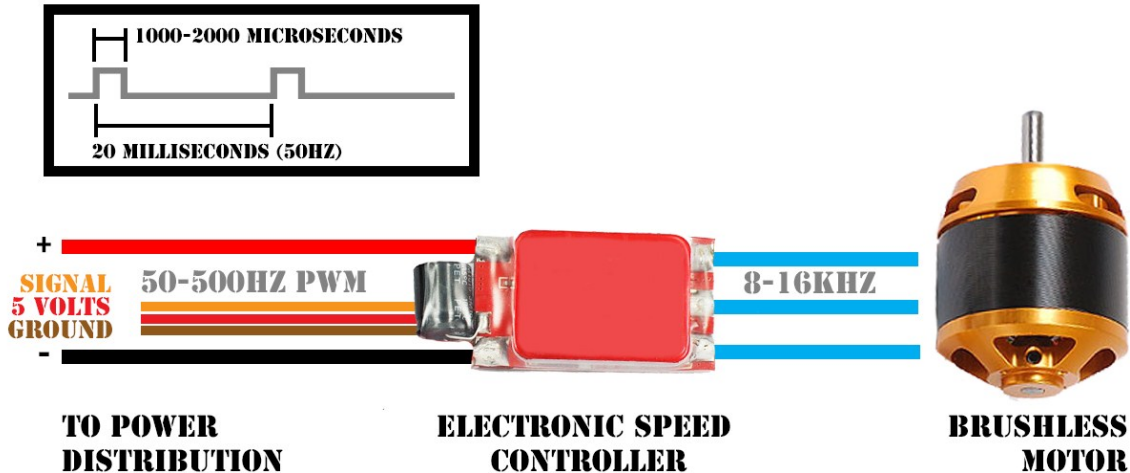 1000-2000 MICROSECONDS
20 MILLISECONDS (50HZ)
+
SIGNAL
5 VOLTS
GROUND
-
50-500HZ PWM
8-16KHZ
TO POWER
DISTRIBUTION
ELECTRONIC SPEED
CONTROLLER
BRUSHLESS
MOTOR